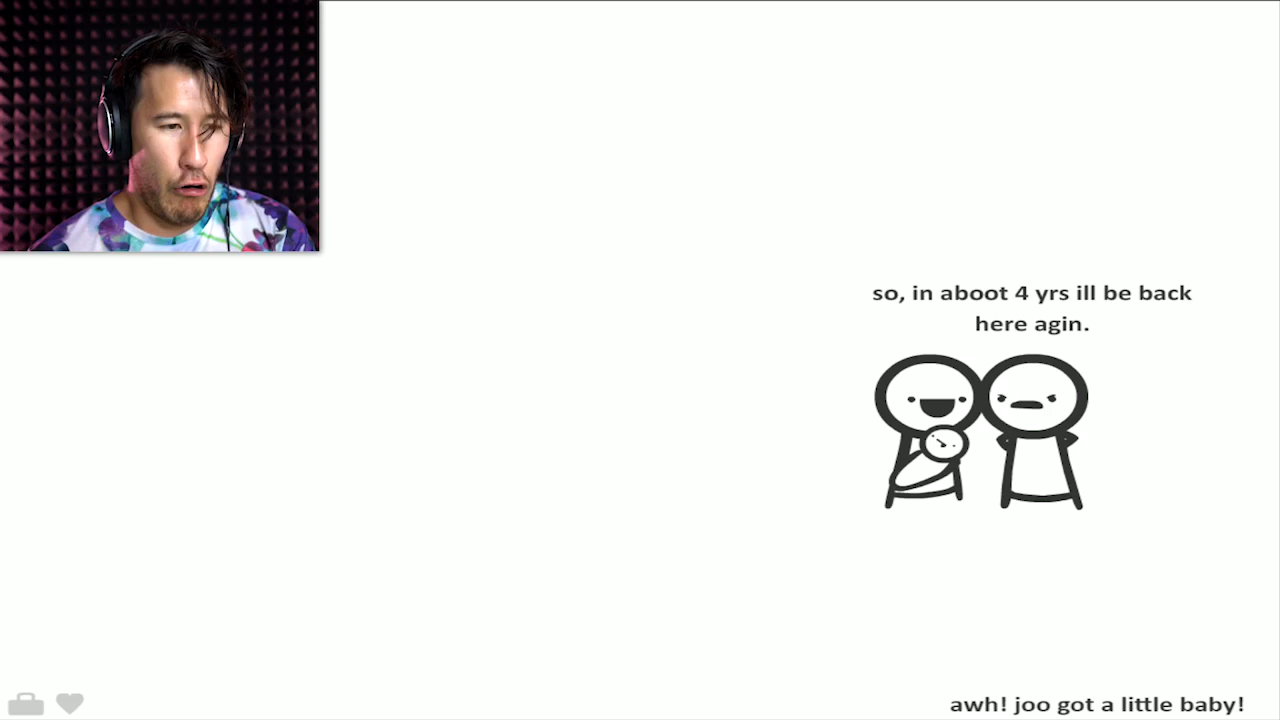 so, in aboot 4 yrs ill be back
here agin.
awh! joo got a little baby!